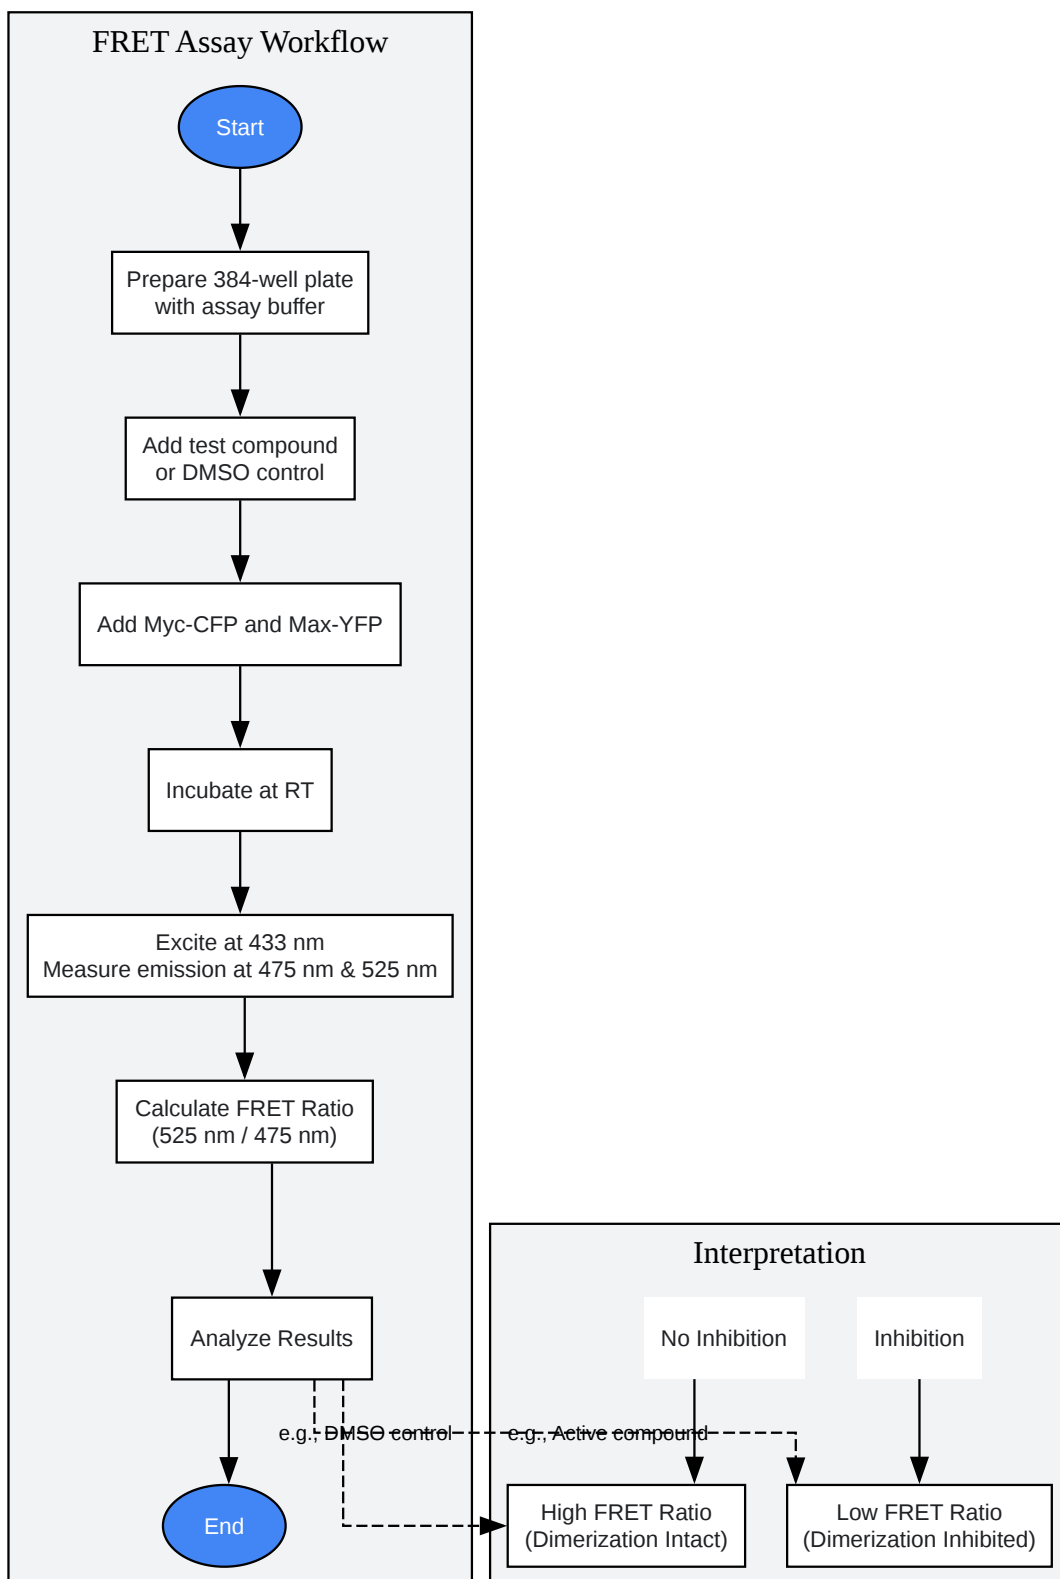 FRET Assay Workflow
Start
Prepare 384-well plate
with assay buffer
Add test compound
or DMSO control
Add Myc-CFP and Max-YFP
Incubate at RT
Excite at 433 nm
Measure emission at 475 nm & 525 nm
Calculate FRET Ratio
(525 nm / 475 nm)
Analyze Results
End
Interpretation
No Inhibition
Inhibition
e.g., DMSO control
e.g., Active compound
High FRET Ratio
(Dimerization Intact)
Low FRET Ratio
(Dimerization Inhibited)